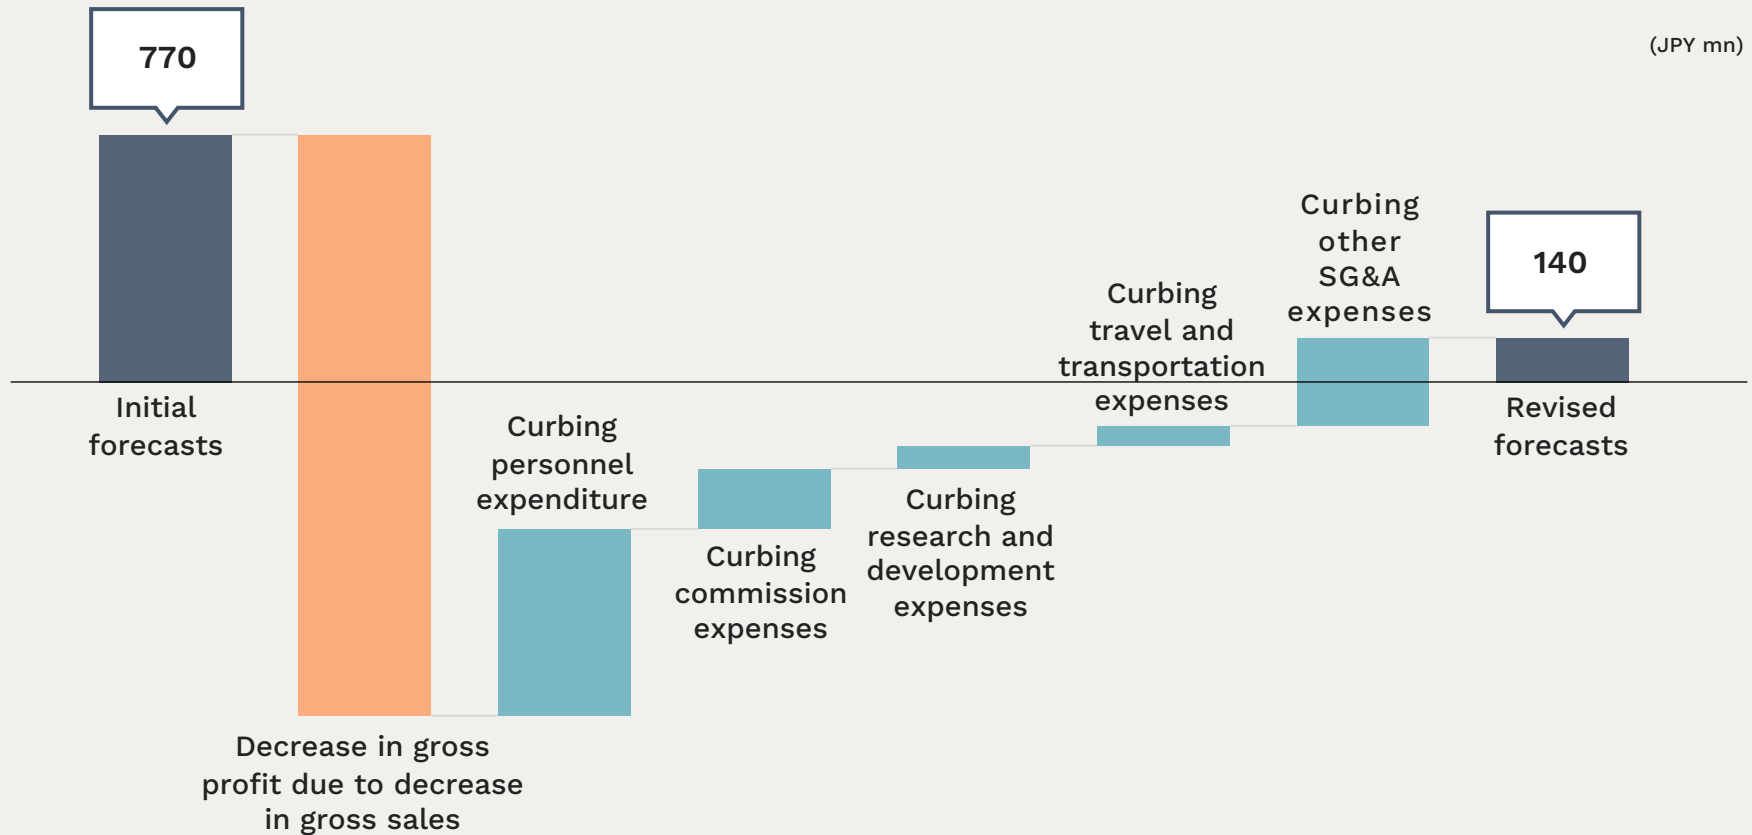 770
(JPY mn)
Initial
forecasts
Decrease in gross
profit due to decrease
in gross sales
Curbing
personnel
expenditure
Curbing
commission
expenses
Curbing
research and
development
expenses
Curbing
travel and
transportation
expenses
Curbing
other
SG&A
expenses
140
Revised
forecasts